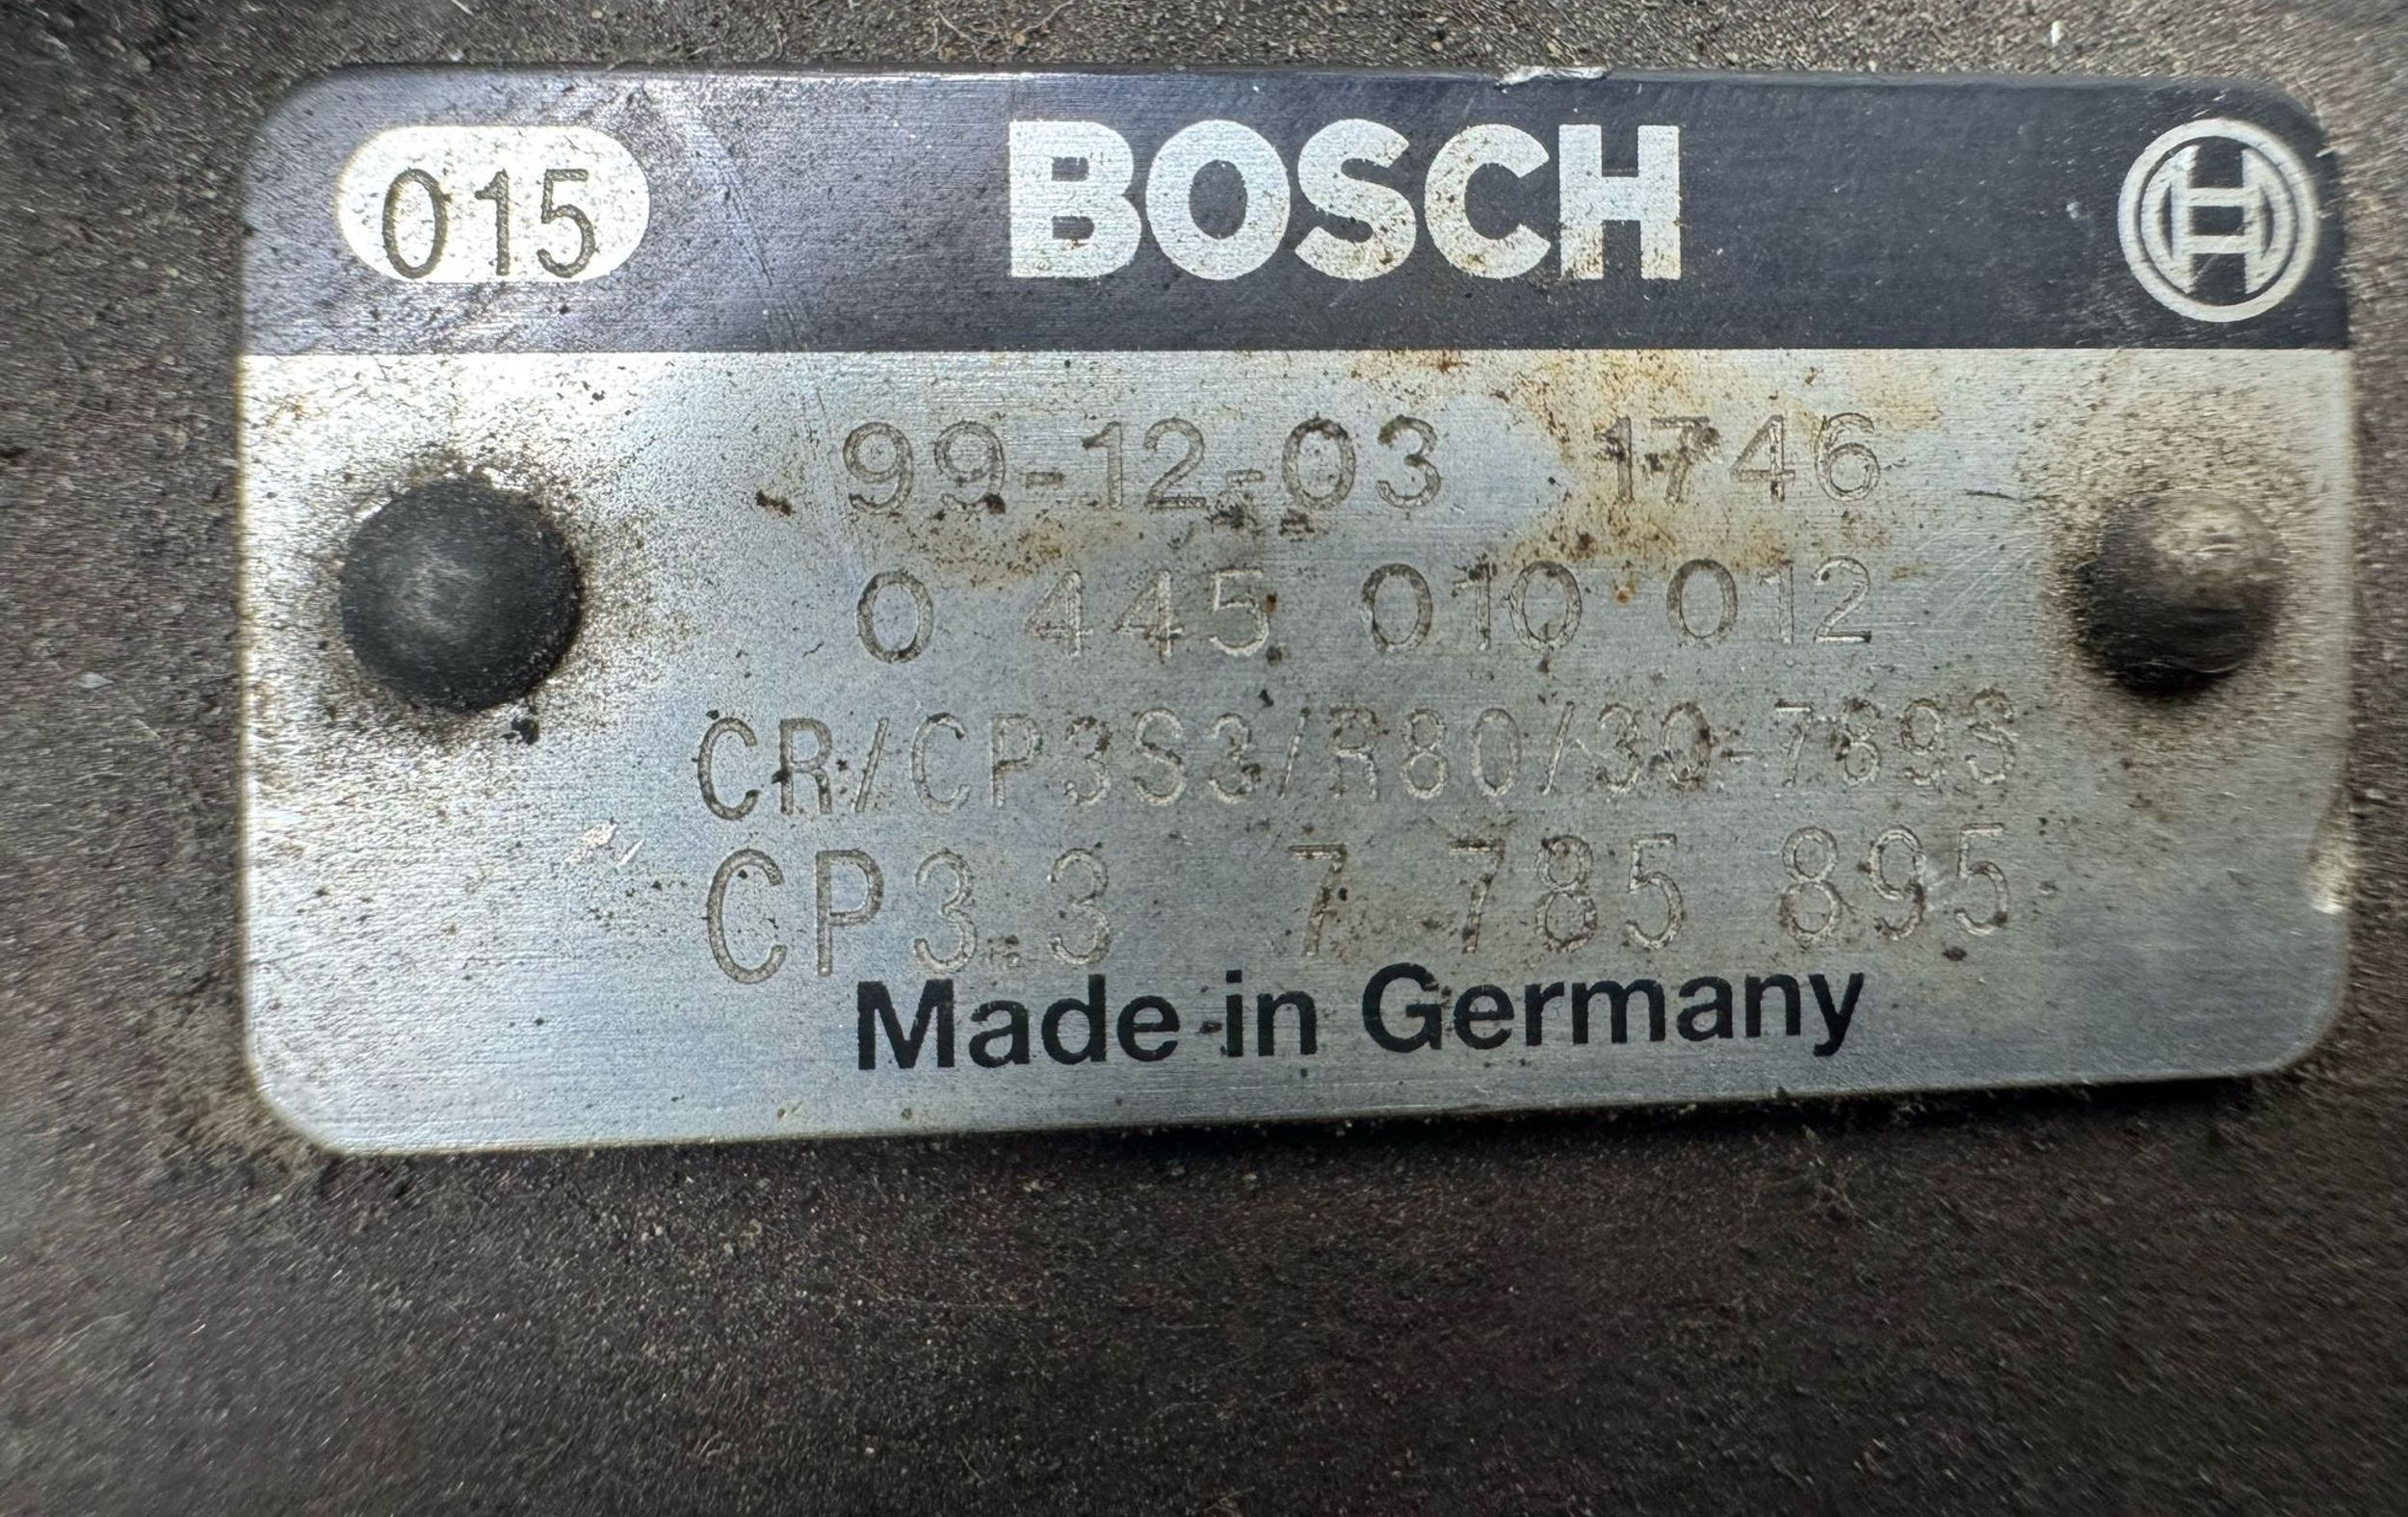 015 BOSCH
99-12-03 1746
0 445 010 012
CR/CP3S3/R80/30-789S
CP3.3 7 785 895
Made in Germany